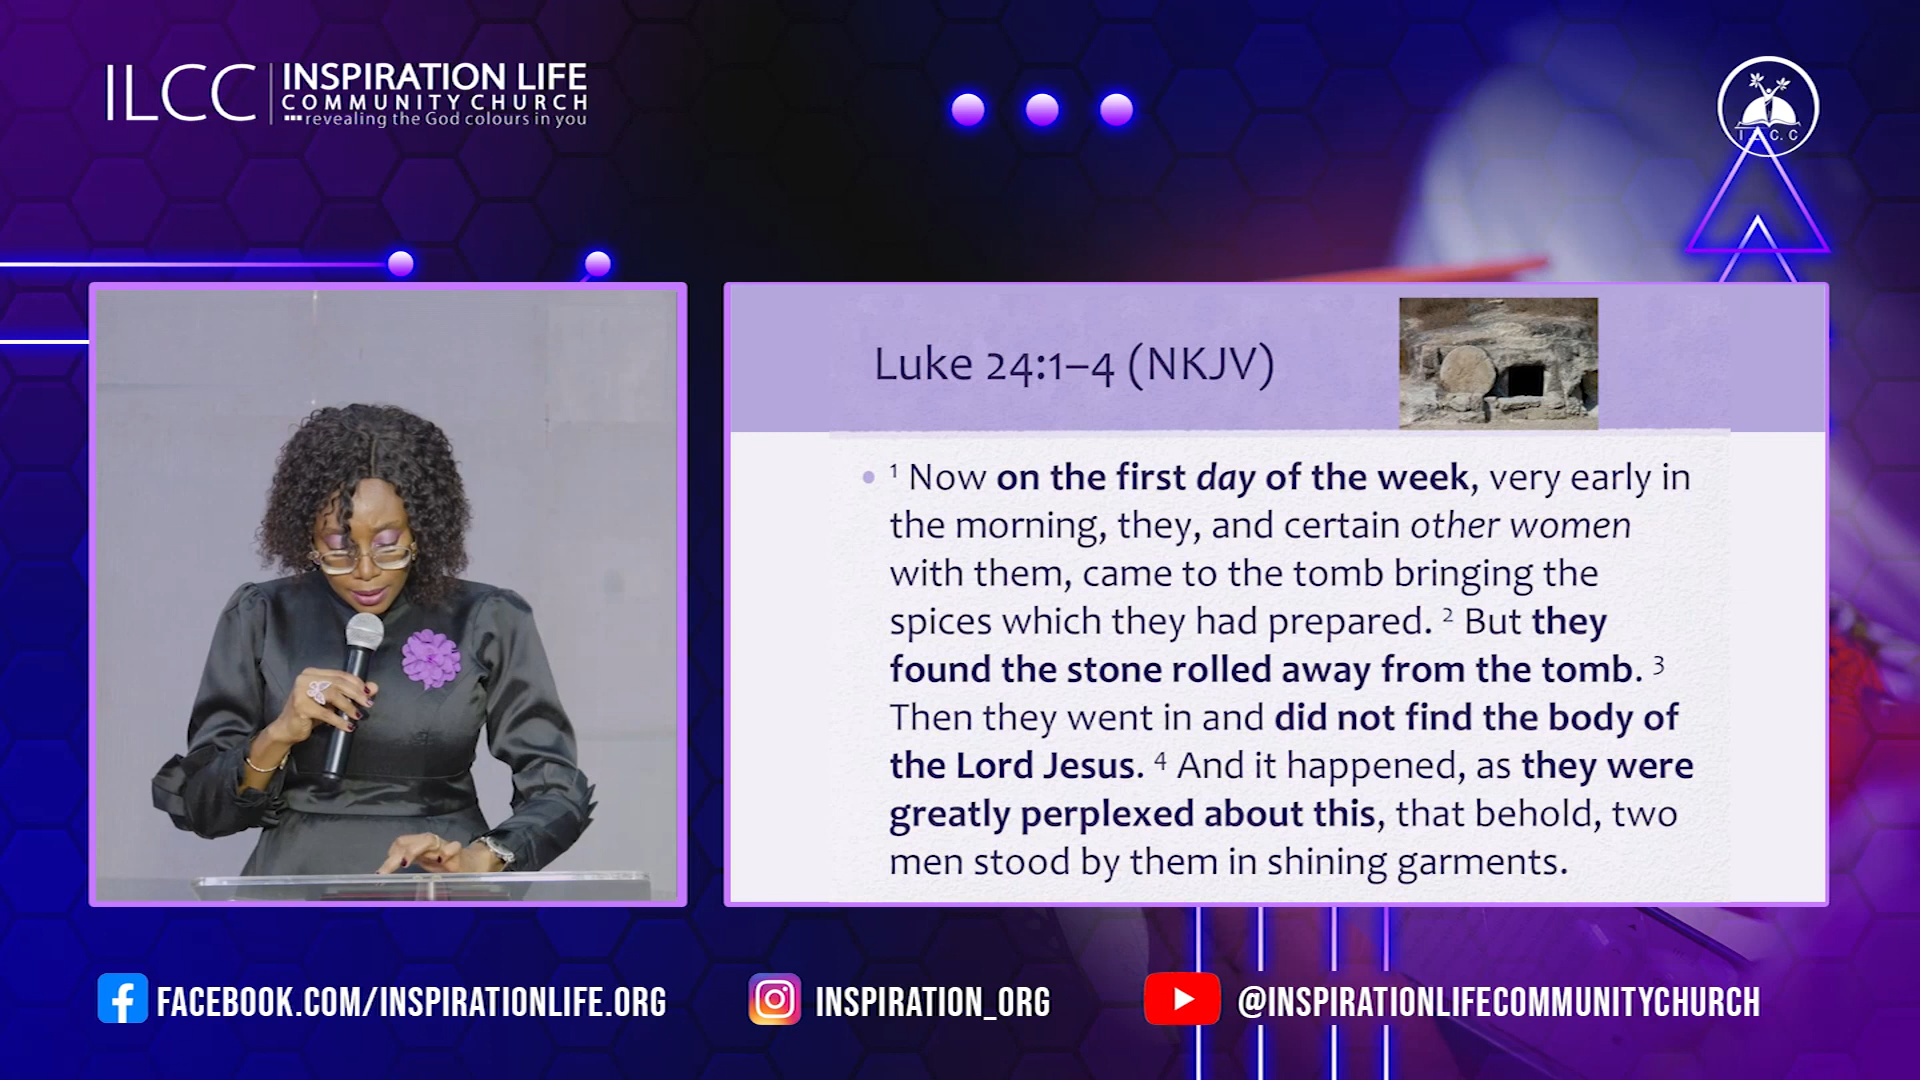 ILCC
INSPIRATION LIFE
COMMUNITY CHURCH
...revealing the God colours in you
Luke 24:1–4 (NKJV)
• 1 Now on the first day of the week, very early in
the morning, they, and certain other women
with them, came to the tomb bringing the
spices which they had prepared. 2 But they
found the stone rolled away from the tomb. 3
Then they went in and did not find the body of
the Lord Jesus. 4 And it happened, as they were
greatly perplexed about this, that behold, two
men stood by them in shining garments.
FACEBOOK.COM/INSPIRATIONLIFE.ORG
INSPIRATION_ORG
@INSPIRATIONLIFECOMMUNITYCHURCH